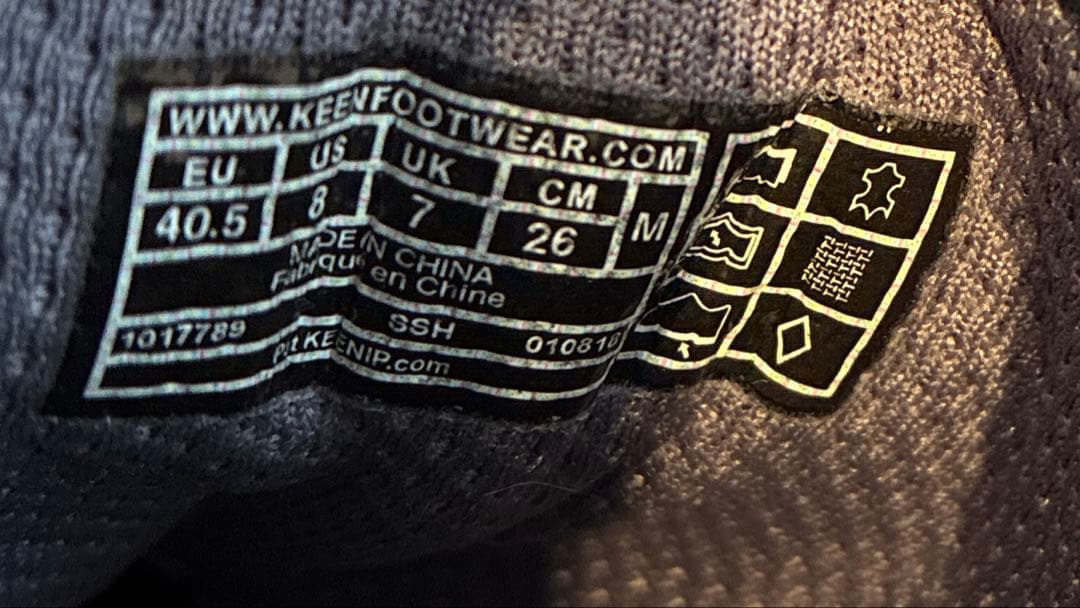 WWW.KEENFOOTWEAR.COM
EU US UK CM M
40.5 8 7 26
MADE IN CHINA
Fabriqué en Chine
1017789 SSH 010818
Pat KEENIP.com